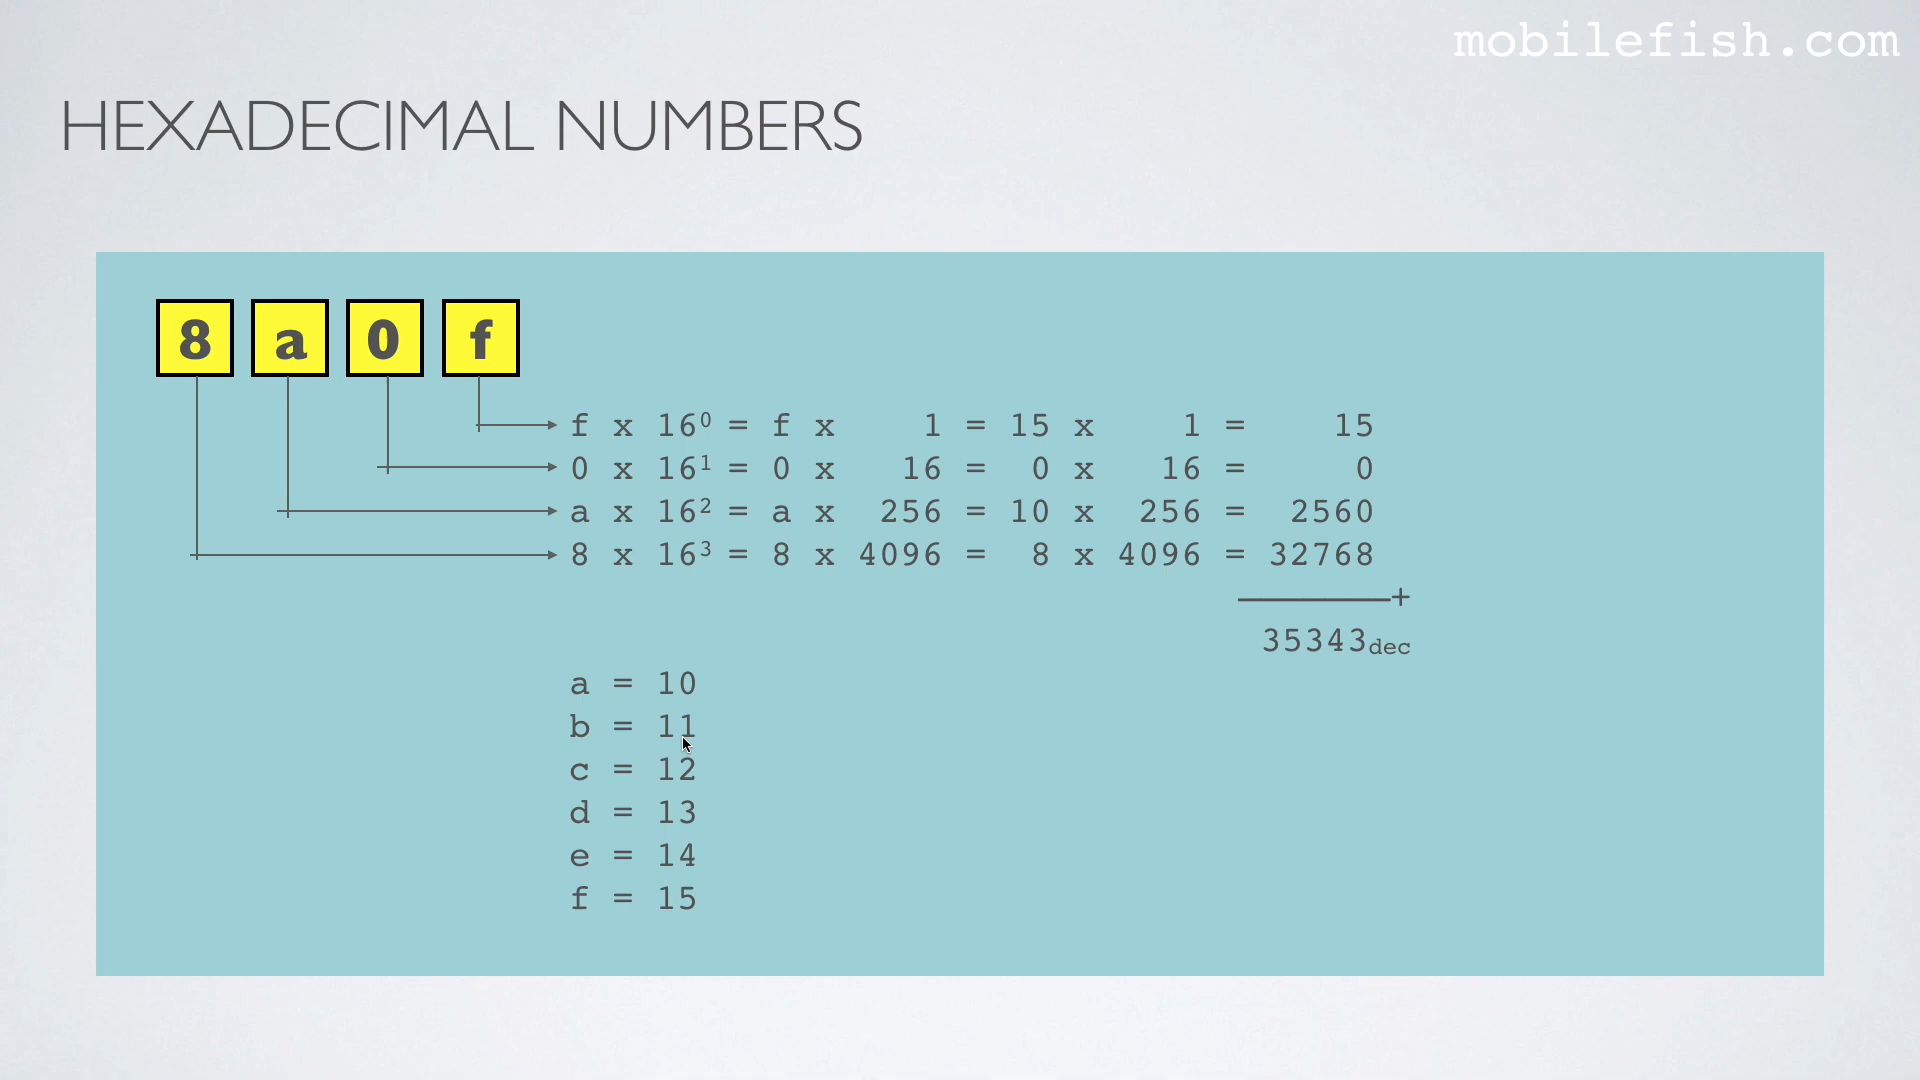 mobilefish.com
HEXADECIMAL NUMBERS
8 a 0 f
f x 16⁰ = f x 1 = 15 x 1 = 15
0 x 16¹ = 0 x 16 = 0 x 16 = 0
a x 16² = a x 256 = 10 x 256 = 2560
8 x 16³ = 8 x 4096 = 8 x 4096 = 32768
+
35343dec
a = 10
b = 11
c = 12
d = 13
e = 14
f = 15